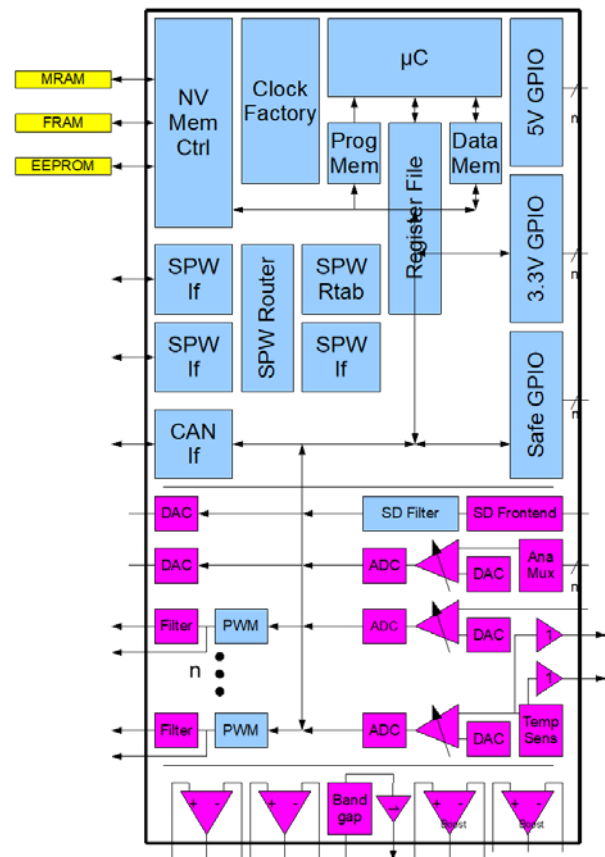 MRAM
FRAM
EEPROM
NV
Mem
Ctrl
Clock
Factory
µC
Prog
Mem
Register File
Data
Mem
5V GPIO
n
3.3V GPIO
n
Safe GPIO
n
SPW
If
SPW Router
SPW
Rtab
SPW
If
SPW
If
CAN
If
DAC
SD Filter
SD Frontend
DAC
ADC
DAC
Ana
Mux
n
Filter
PWM
ADC
DAC
1
n
1
Filter
PWM
ADC
DAC
Temp
Sens
+ -
+ -
Band
gap
1
+ -
Boost
+ -
Boost